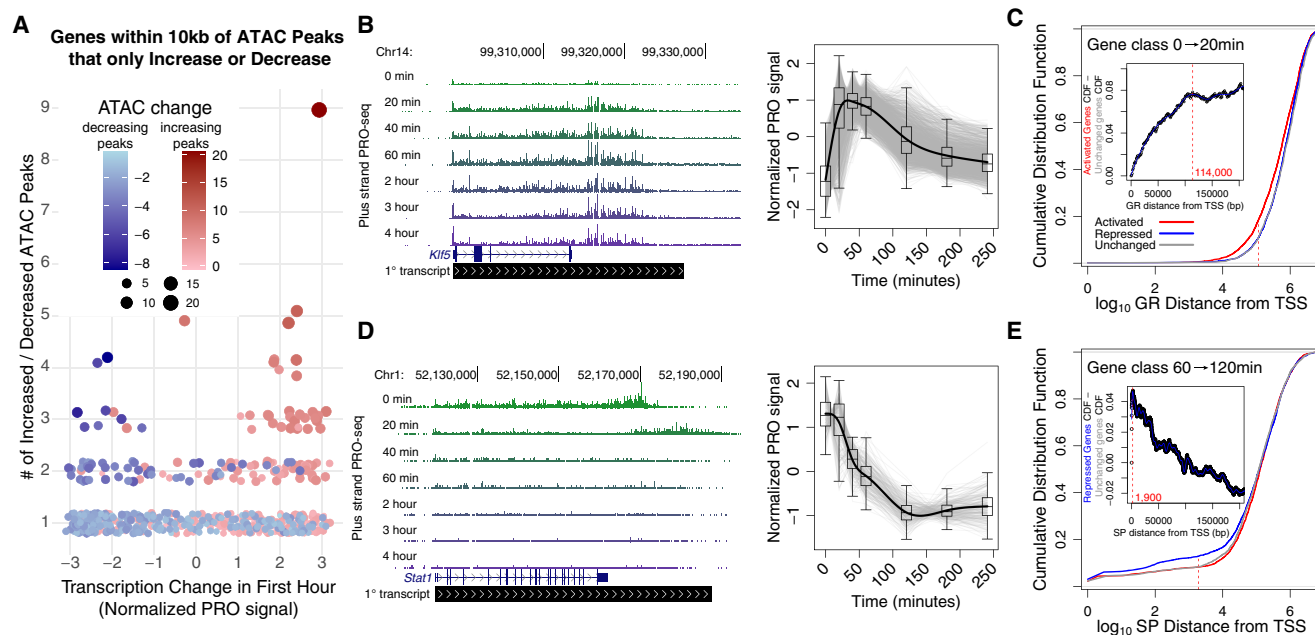 A
Genes within 10kb of ATAC Peaks
that only Increase or Decrease
ATAC change
decreasing peaks
increasing peaks
−2
−4
−6
−8
20
15
10
5
0
5
10
15
20
9
8
7
6
5
4
3
2
1
# of Increased / Decreased ATAC Peaks
−3 −2 −1 0 1 2 3
Transcription Change in First Hour
(Normalized PRO signal)
B
Chr14: 99,310,000 99,320,000 99,330,000
Plus strand PRO-seq
0 min
20 min
40 min
60 min
2 hour
3 hour
4 hour
Klf5
1° transcript
Normalized PRO signal
2
1
0
−1
−2
0 50 100 150 200 250
Time (minutes)
C
Gene class 0→20min
Cumulative Distribution Function
0.2 0.4 0.6 0.8 1
Activated Genes CDF −
Unchanged genes CDF
0.00 0.04 0.08
114,000
0 50000 150000
GR distance from TSS (bp)
Activated
Repressed
Unchanged
0 2 4 6
log10 GR Distance from TSS
D
Chr1: 52,130,000 52,150,000 52,170,000 52,190,000
Plus strand PRO-seq
0 min
20 min
40 min
60 min
2 hour
3 hour
4 hour
Stat1
1° transcript
Normalized PRO signal
2
1
0
−1
0 50 100 150 200 250
Time (minutes)
E
Gene class 60→120min
Cumulative Distribution Function
0.2 0.4 0.6 0.8 1
Repressed Genes CDF −
Unchanged genes CDF
−0.02 0.00 0.02 0.04
1,900
0 50000 150000
SP distance from TSS (bp)
0 2 4 6
log10 SP Distance from TSS